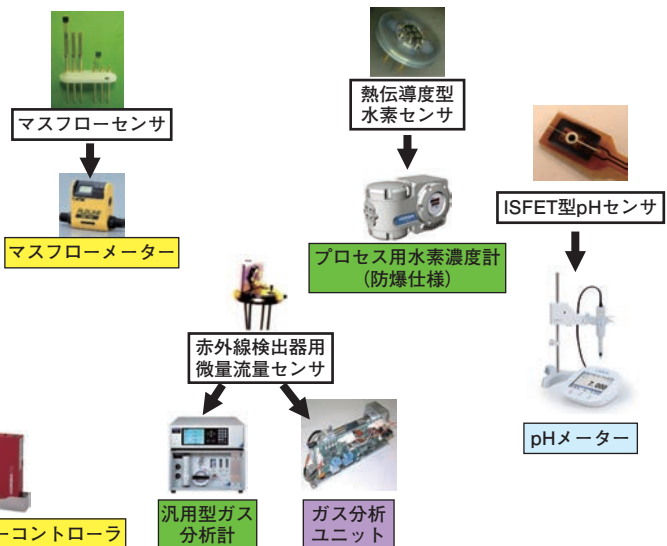 マスフローセンサ
マスフローメーター
熱伝導度型
水素センサ
プロセス用水素濃度計
(防爆仕様)
ISFET型pHセンサ
pHメーター
赤外線検出器用
微量流量センサ
汎用型ガス
分析計
ガス分析
ユニット
ーコントローラ
7.000